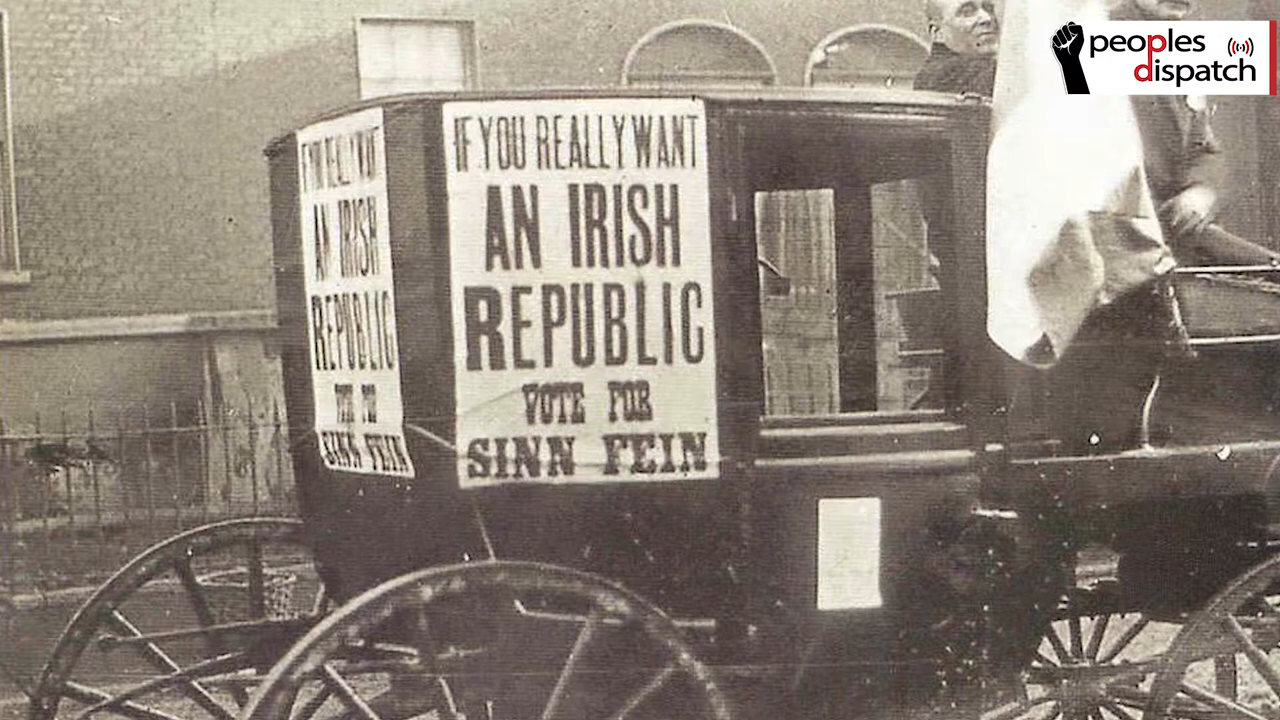 IF YOU REALLY WANT
AN IRISH
REPUBLIC
VOTE FOR
SINN FEIN
AN IRISH
REPUBLIC
SINN FEIN
peoples
dispatch